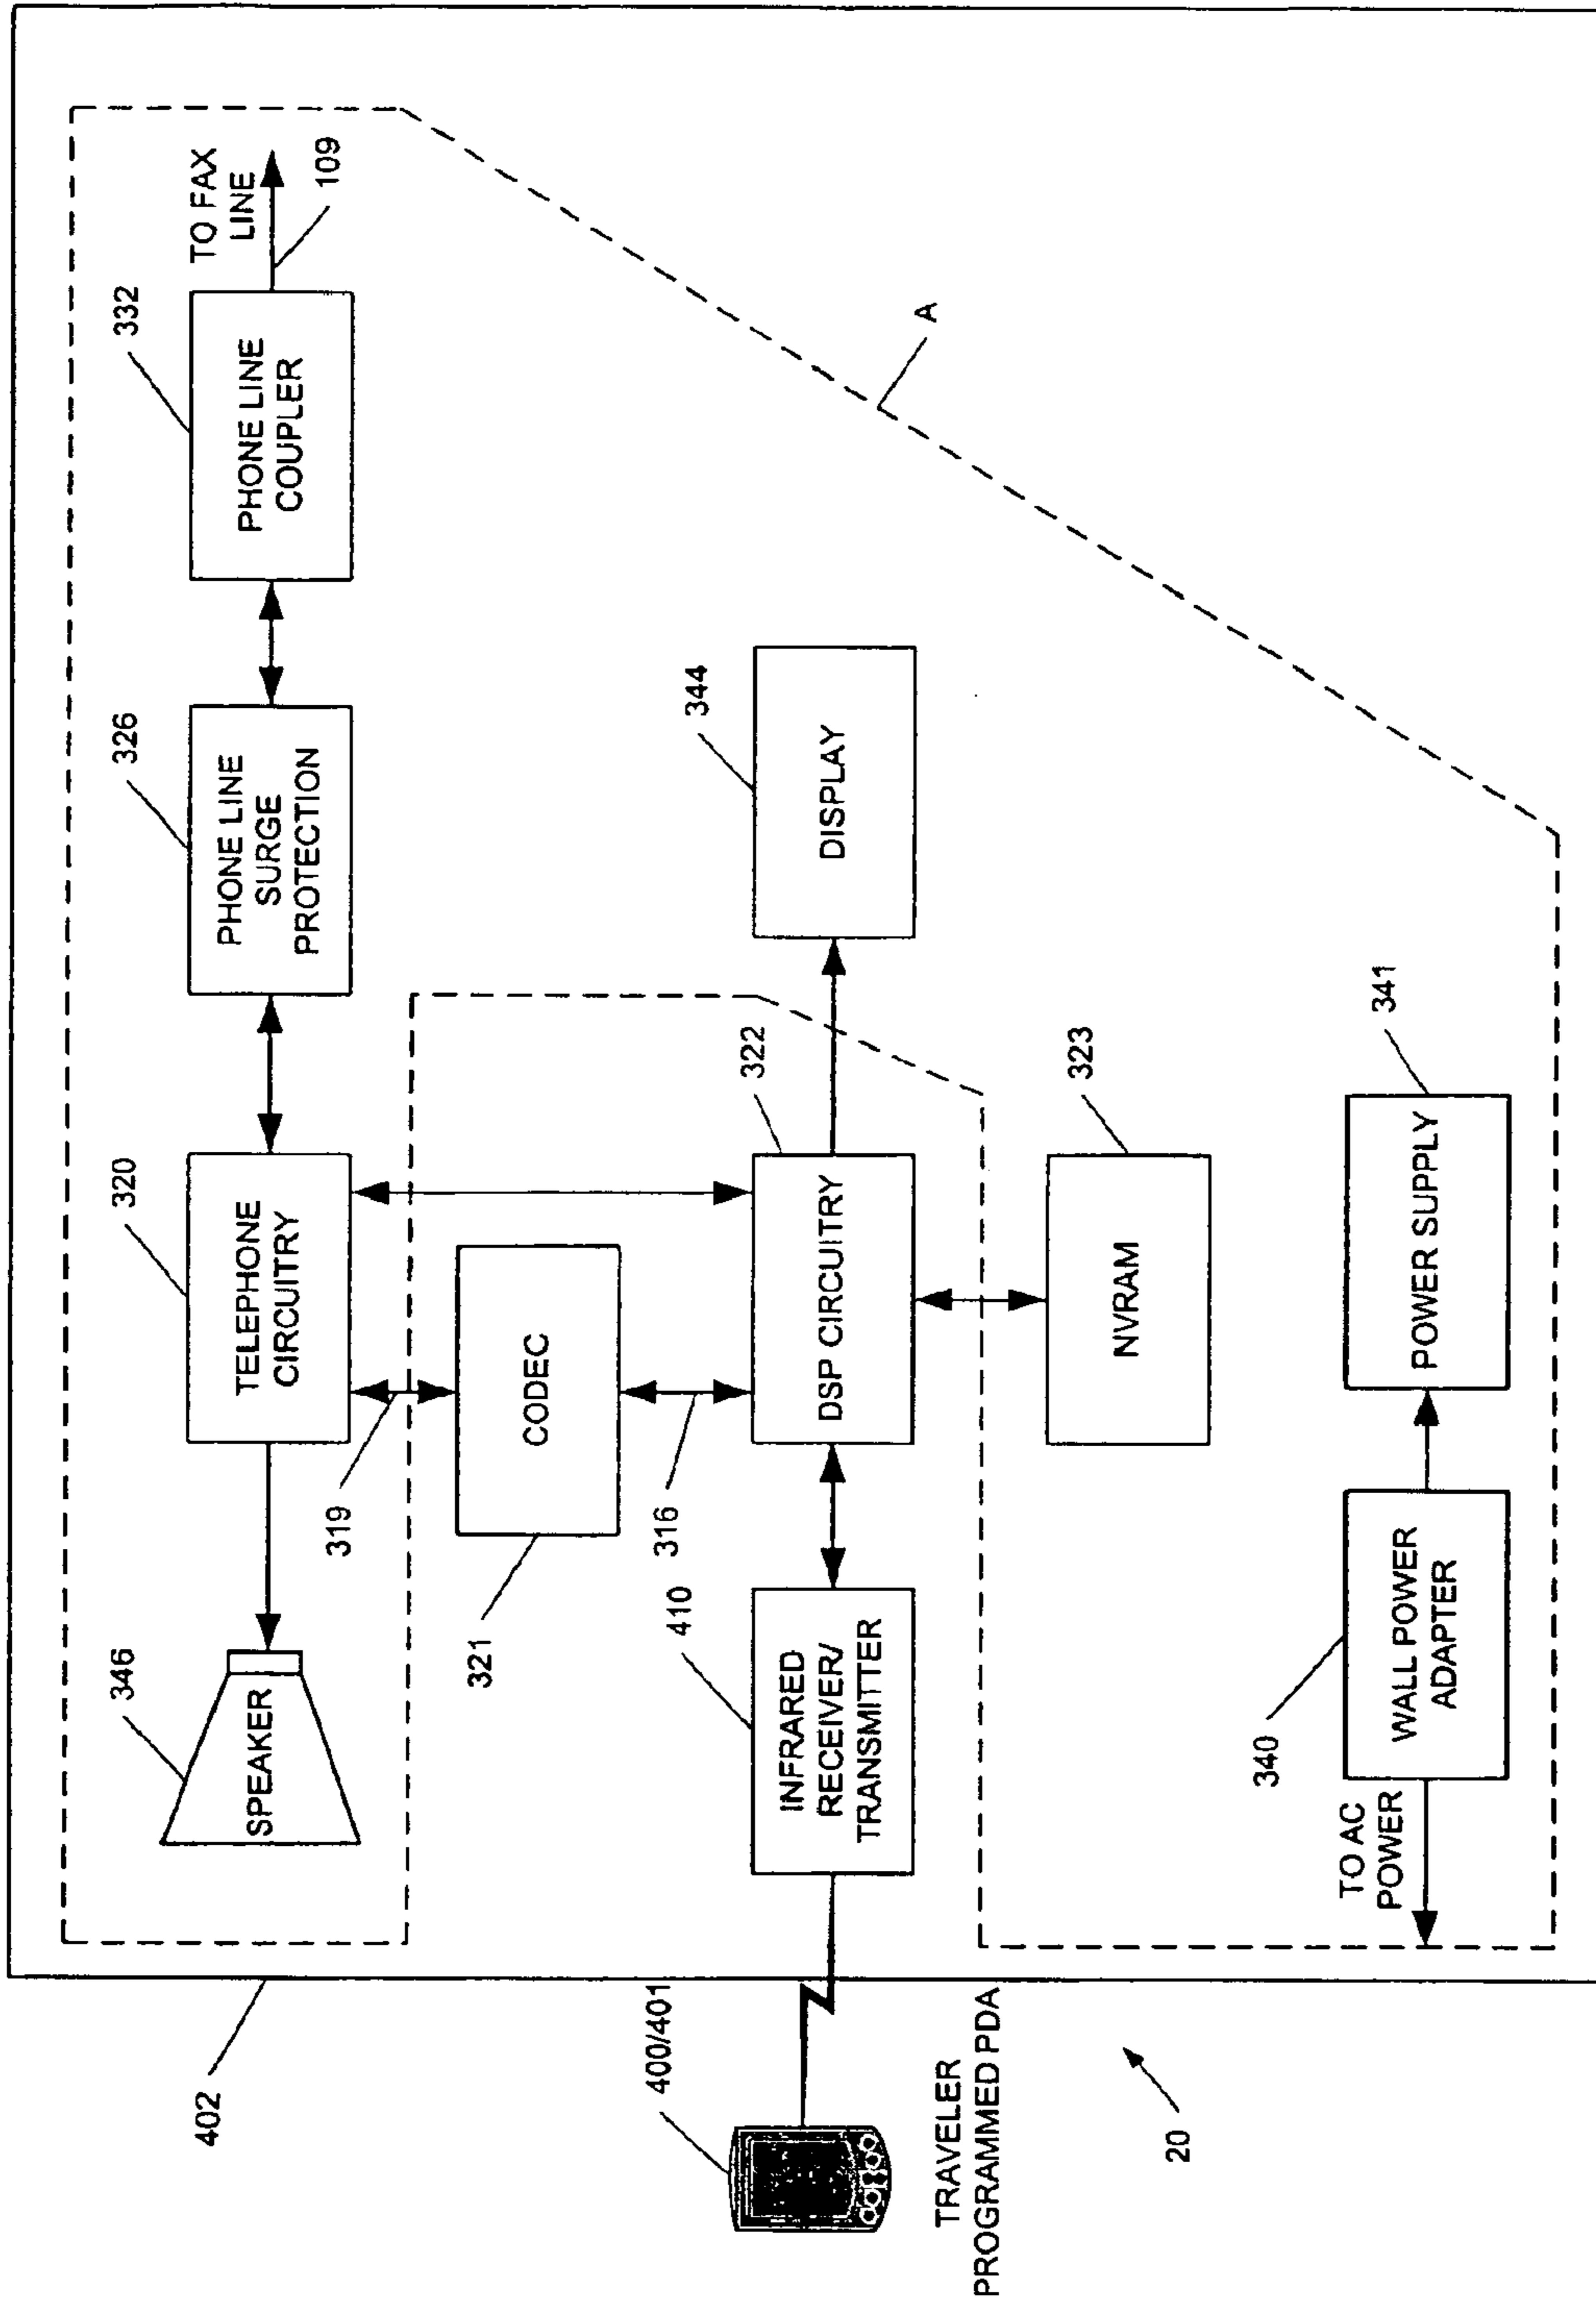 402
346
SPEAKER
319
320
TELEPHONE
CIRCUITRY
326
PHONE LINE
SURGE
PROTECTION
332
PHONE LINE
COUPLER
TO FAX
LINE
109
321
CODEC
316
400/401
TRAVELER
PROGRAMMED PDA
20
410
INFRARED
RECEIVER/
TRANSMITTER
322
DSP CIRCUITRY
344
DISPLAY
A
323
NVRAM
TO AC
POWER
340
WALL POWER
ADAPTER
341
POWER SUPPLY